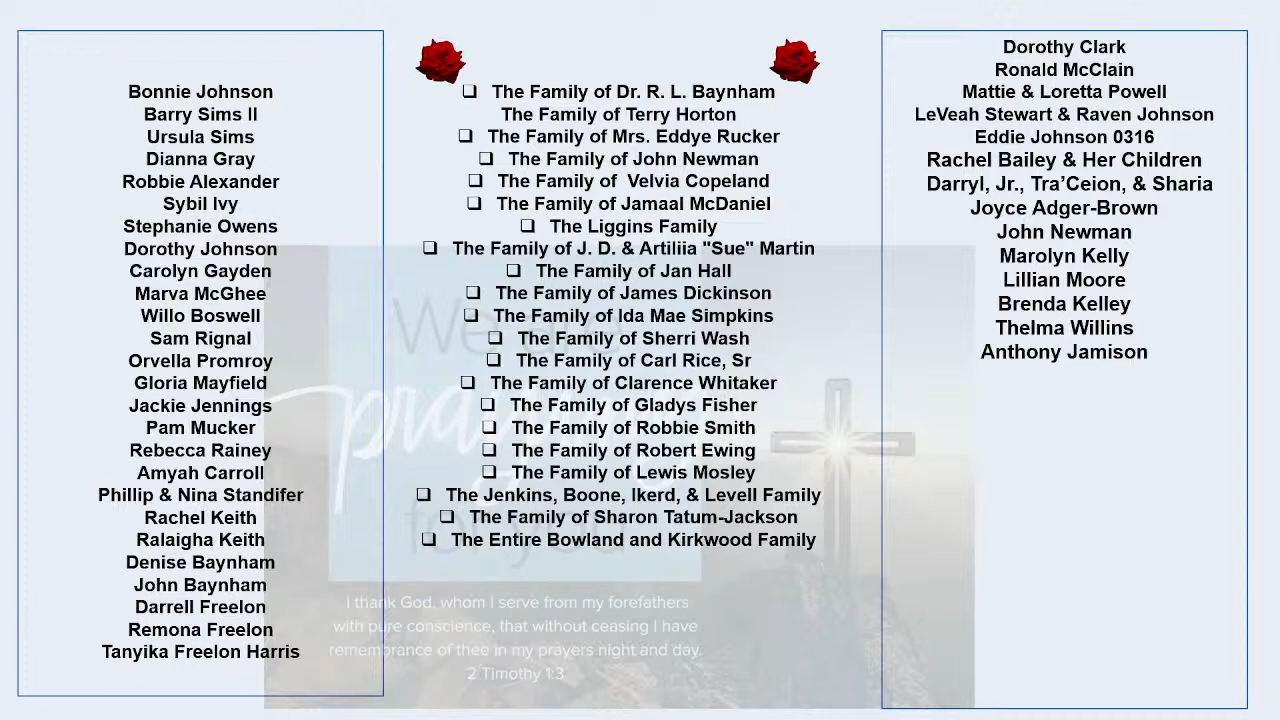 Bonnie Johnson
Barry Sims II
Ursula Sims
Dianna Gray
Robbie Alexander
Sybil Ivy
Stephanie Owens
Dorothy Johnson
Carolyn Gayden
Marva McGhee
Willo Boswell
Sam Rignal
Orvella Promroy
Gloria Mayfield
Jackie Jennings
Pam Mucker
Rebecca Rainey
Amyah Carroll
Phillip & Nina Standifer
Rachel Keith
Ralaigha Keith
Denise Baynham
John Baynham
Darrell Freelon
Remona Freelon
Tanyika Freelon Harris
❑ The Family of Dr. R. L. Baynham
The Family of Terry Horton
❑ The Family of Mrs. Eddye Rucker
❑ The Family of John Newman
❑ The Family of  Velvia Copeland
❑ The Family of Jamaal McDaniel
❑ The Liggins Family
❑ The Family of J. D. & Artiliia "Sue" Martin
❑ The Family of Jan Hall
❑ The Family of James Dickinson
❑ The Family of Ida Mae Simpkins
❑ The Family of Sherri Wash
❑ The Family of Carl Rice, Sr
❑ The Family of Clarence Whitaker
❑ The Family of Gladys Fisher
❑ The Family of Robbie Smith
❑ The Family of Robert Ewing
❑ The Family of Lewis Mosley
❑ The Jenkins, Boone, Ikerd, & Levell Family
❑ The Family of Sharon Tatum-Jackson
❑ The Entire Bowland and Kirkwood Family
We are
praying
for you
I thank God, whom I serve from my forefathers
with pure conscience, that without ceasing I have
remembrance of thee in my prayers night and day.
2 Timothy 1:3
Dorothy Clark
Ronald McClain
Mattie & Loretta Powell
LeVeah Stewart & Raven Johnson
Eddie Johnson 0316
Rachel Bailey & Her Children
Darryl, Jr., Tra’Ceion, & Sharia
Joyce Adger-Brown
John Newman
Marolyn Kelly
Lillian Moore
Brenda Kelley
Thelma Willins
Anthony Jamison